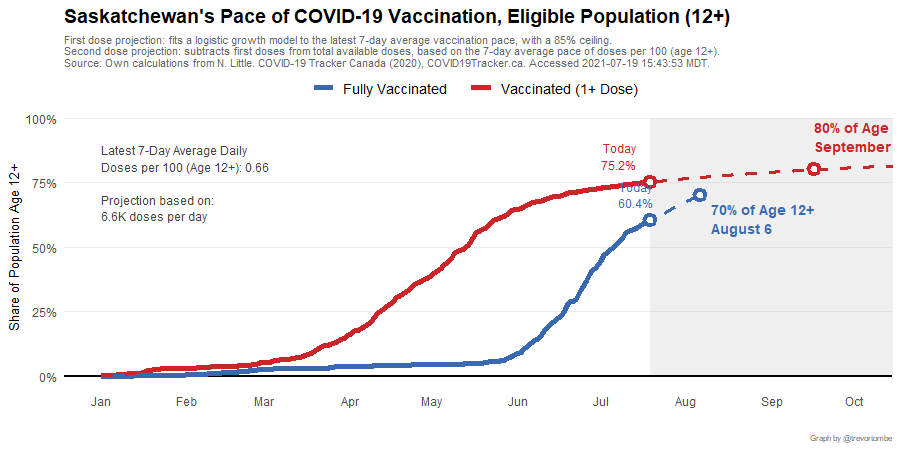 Saskatchewan's Pace of COVID-19 Vaccination, Eligible Population (12+)
First dose projection: fits a logistic growth model to the latest 7-day average vaccination pace, with a 85% ceiling.
Second dose projection: subtracts first doses from total available doses, based on the 7-day average pace of doses per 100 (age 12+).
Source: Own calculations from N. Little. COVID-19 Tracker Canada (2020), COVID19Tracker.ca. Accessed 2021-07-19 15:43:53 MDT.
Fully Vaccinated
Vaccinated (1+ Dose)
Share of Population Age 12+
100%
75%
50%
25%
0%
Latest 7-Day Average Daily
Doses per 100 (Age 12+): 0.66
Projection based on:
6.6K doses per day
Today
75.2%
Today
60.4%
80% of Age
September
70% of Age 12+
August 6
Jan
Feb
Mar
Apr
May
Jun
Jul
Aug
Sep
Oct
Graph by @trevortombe